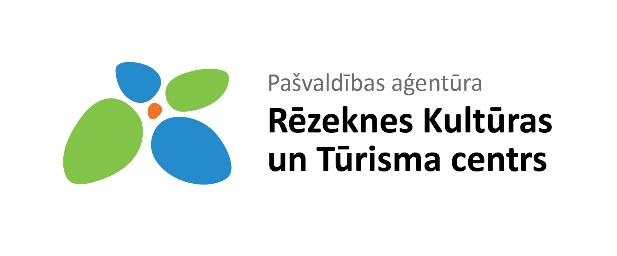 Pašvaldības aģentūra
Rēzeknes Kultūras
un Tūrisma centrs